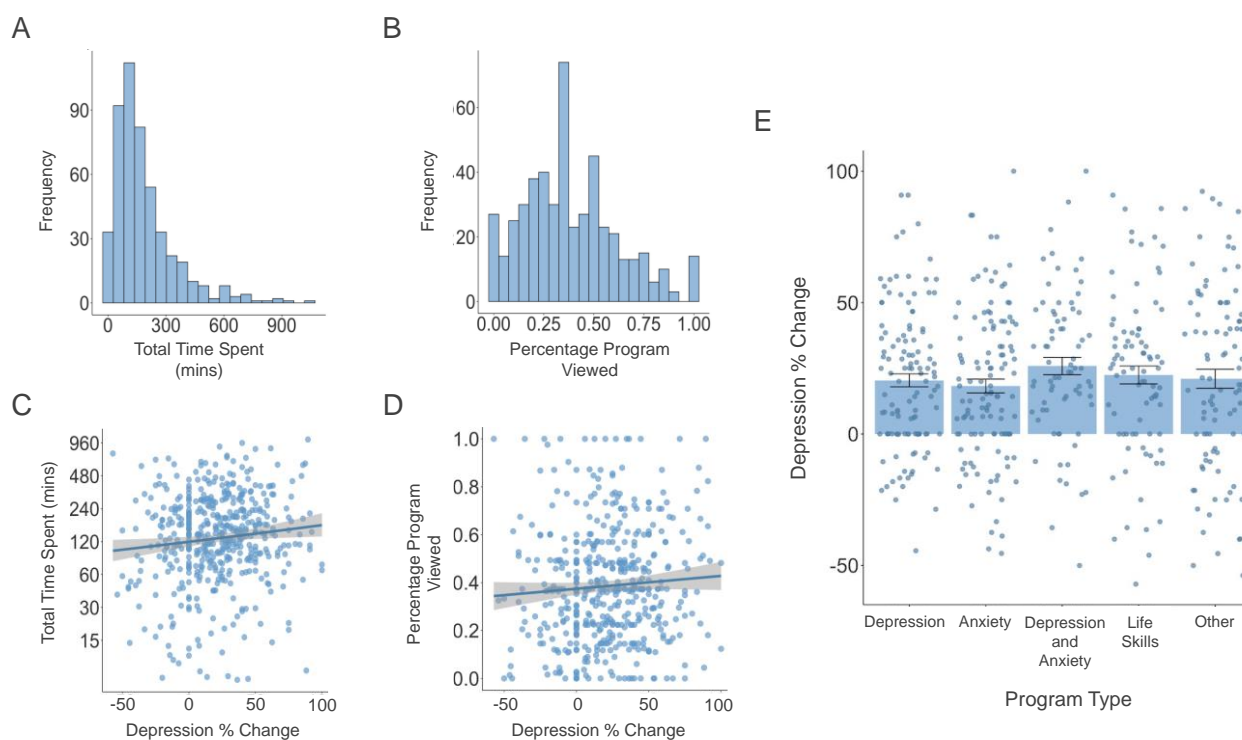 A
Frequency
90
60
30
0
0 300 600 900
Total Time Spent
(mins)
B
Frequency
60
40
20
0
0.00 0.25 0.50 0.75 1.00
Percentage Program
Viewed
C
Total Time Spent (mins)
960
480
240
120
60
30
15
-50 0 50 100
Depression % Change
D
Percentage Program
Viewed
1.0
0.8
0.6
0.4
0.2
0.0
-50 0 50 100
Depression % Change
E
Depression % Change
100
50
0
-50
Depression Anxiety Depression Life Other
and Skills
Anxiety
Program Type